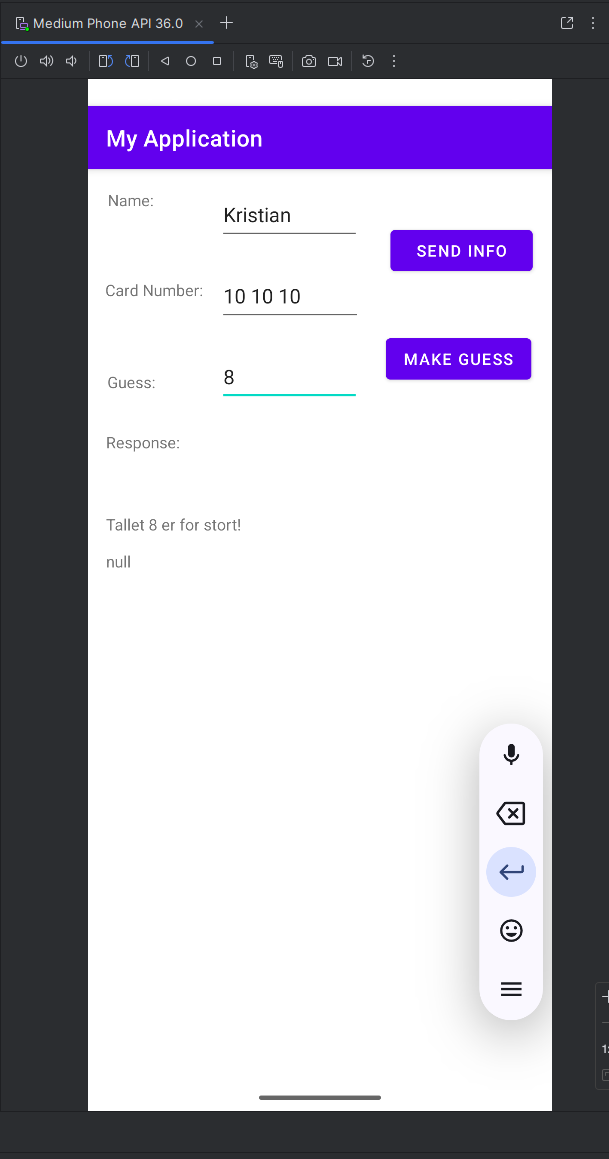 Medium Phone API 36.0
My Application
Name:
Kristian
SEND INFO
Card Number:
10 10 10
MAKE GUESS
Guess:
8
Response:
Tallet 8 er for stort!
null